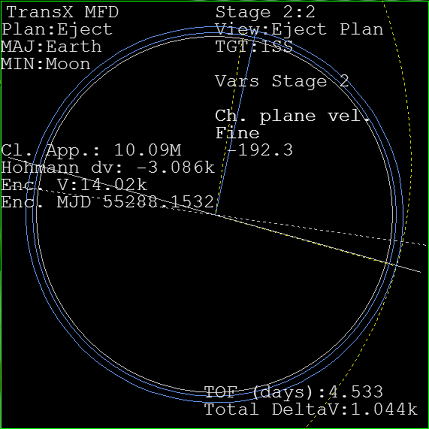 TransX MFD
Stage 2:2
Plan:Eject
View:Eject Plan
MAJ:Earth
TGT:ISS
MIN:Moon
Vars Stage 2
Ch. plane vel.
Fine
Cl. App.: 10.09M
-192.3
Hohmann dv: -3.086k
Enc. V:14.02k
Enc. MJD 55288.1532
TOF (days):4.533
Total DeltaV:1.044k